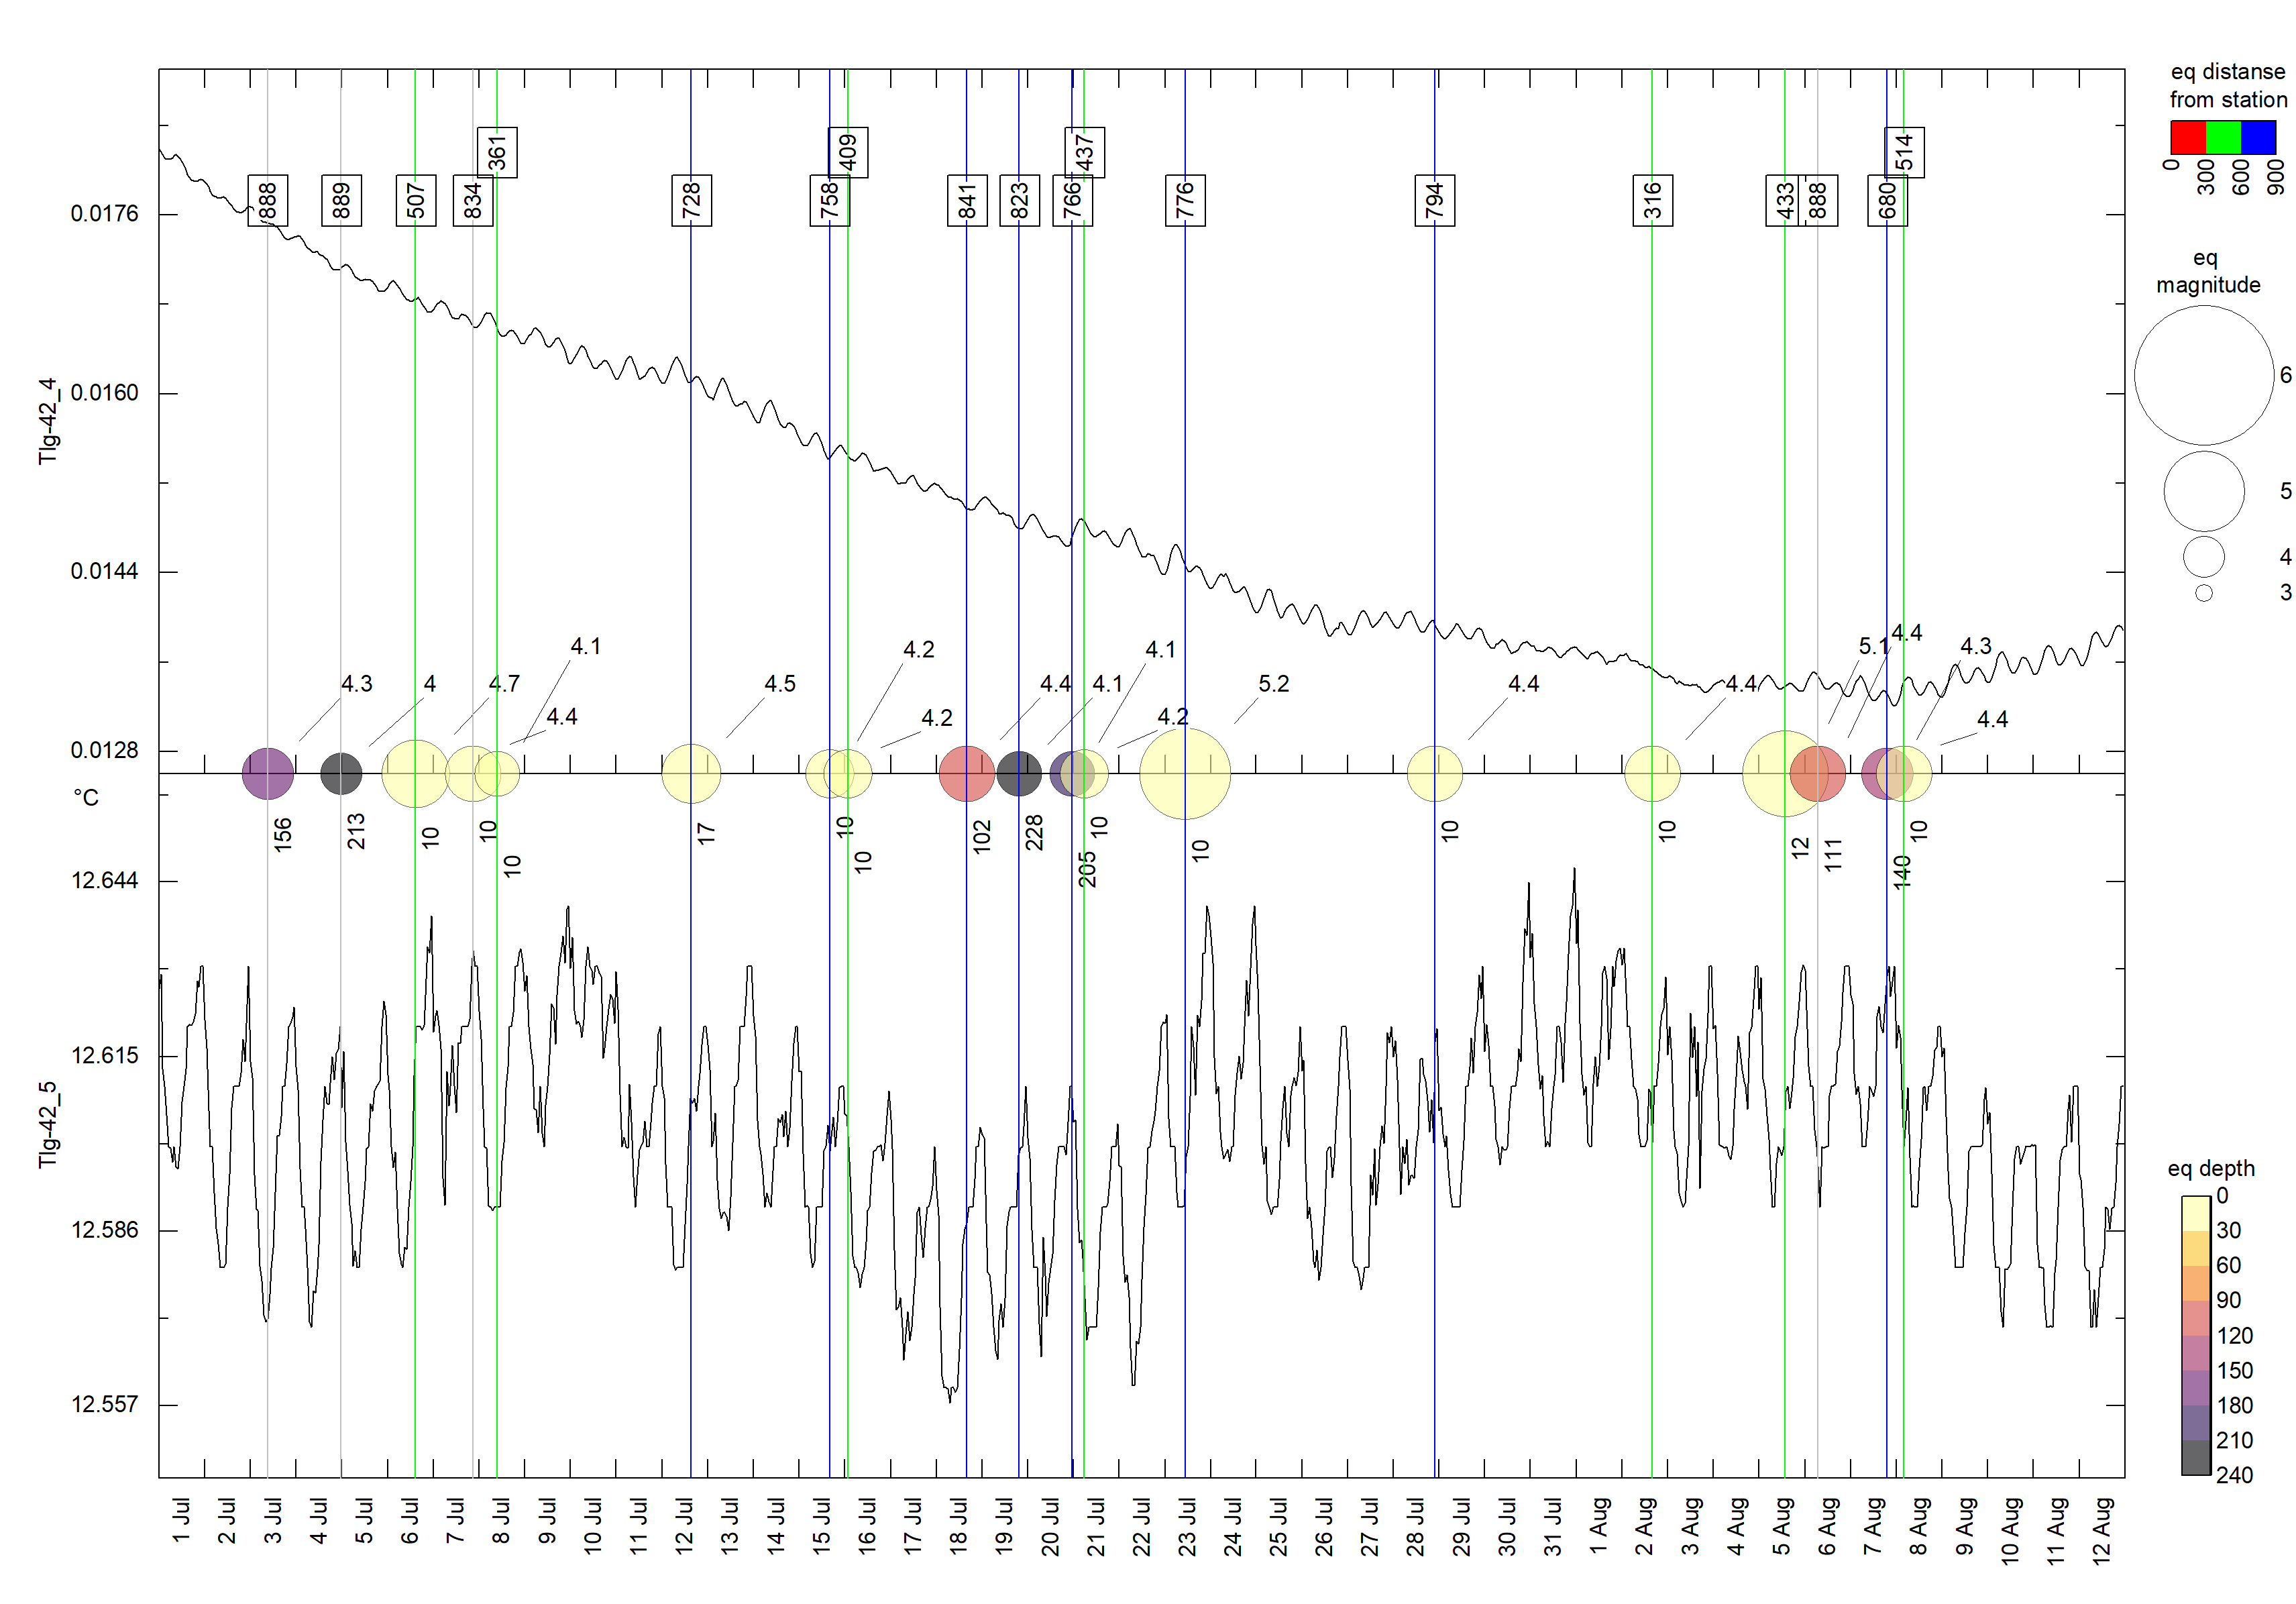 eq distanse
from station
0 300 600 900
eq
magnitude
6
5
4
3
361 409 437 514
888 889 507 834 728 758 841 823 766 776 794 316 433 888 680
Tlg-42_4
0.0176
0.0160
0.0144
0.0128
4.3 4 4.7 4.4 4.1 4.5 4.2 4.2 4.4 4.1 4.1 4.2 5.2 4.4 4.4 5.1 4.4 4.3 4.4
°C
156 213 10 10 10 17 10 10 102 228 205 10 10 10 10 12 111 140 10
Tlg-42_5
12.644
12.615
12.586
12.557
eq depth
0
30
60
90
120
150
180
210
240
1 Jul 2 Jul 3 Jul 4 Jul 5 Jul 6 Jul 7 Jul 8 Jul 9 Jul 10 Jul 11 Jul 12 Jul 13 Jul 14 Jul 15 Jul 16 Jul 17 Jul 18 Jul 19 Jul 20 Jul 21 Jul 22 Jul 23 Jul 24 Jul 25 Jul 26 Jul 27 Jul 28 Jul 29 Jul 30 Jul 31 Jul 1 Aug 2 Aug 3 Aug 4 Aug 5 Aug 6 Aug 7 Aug 8 Aug 9 Aug 10 Aug 11 Aug 12 Aug